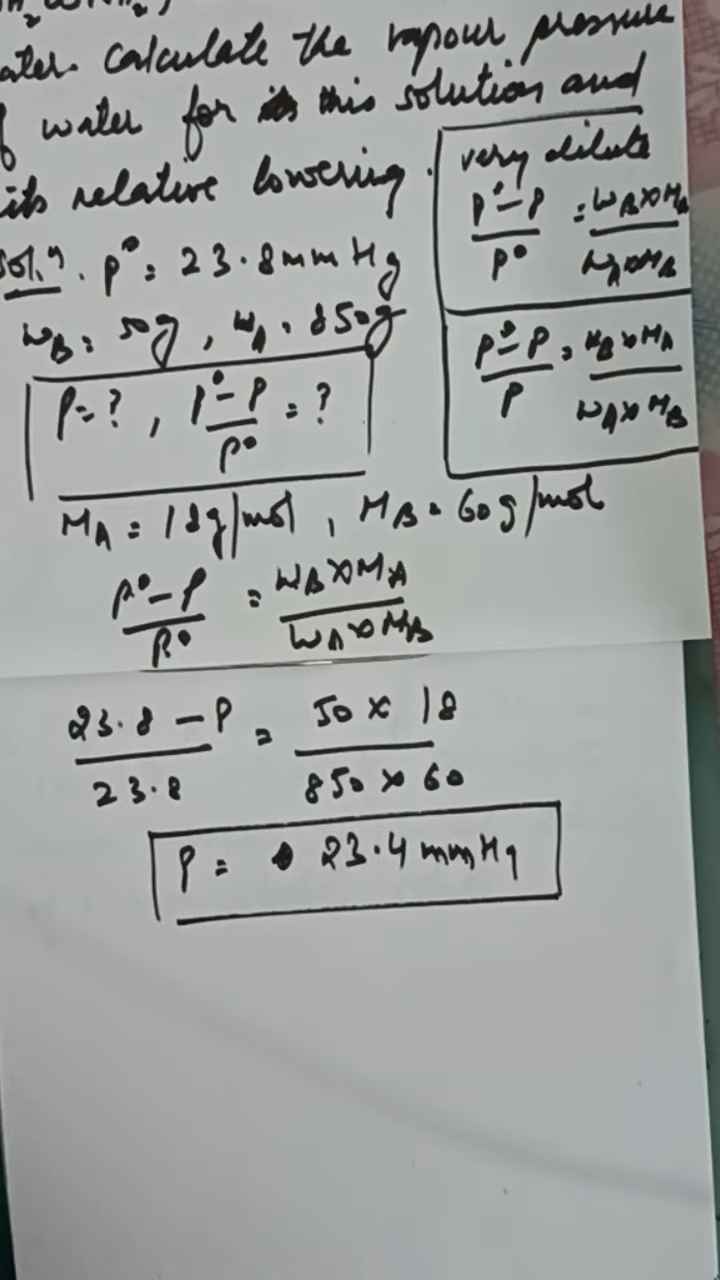 ater. Calculate the vapour pressure
f water for this solution and
its relative lowering.
very dilute
P° - P / P° = WB × MA / WA × MB
P° - P / P = WB × MA / WA × MB
Solⁿ. P° = 23.8 mm Hg
WB = 50g, WA = 850g
P = ?, P° - P / P° = ?
MA = 18g/mol, MB = 60g/mol
P° - P / P° = WB × MA / WA × MB
23.8 - P / 23.8 = 50 × 18 / 850 × 60
P = 23.4 mm Hg